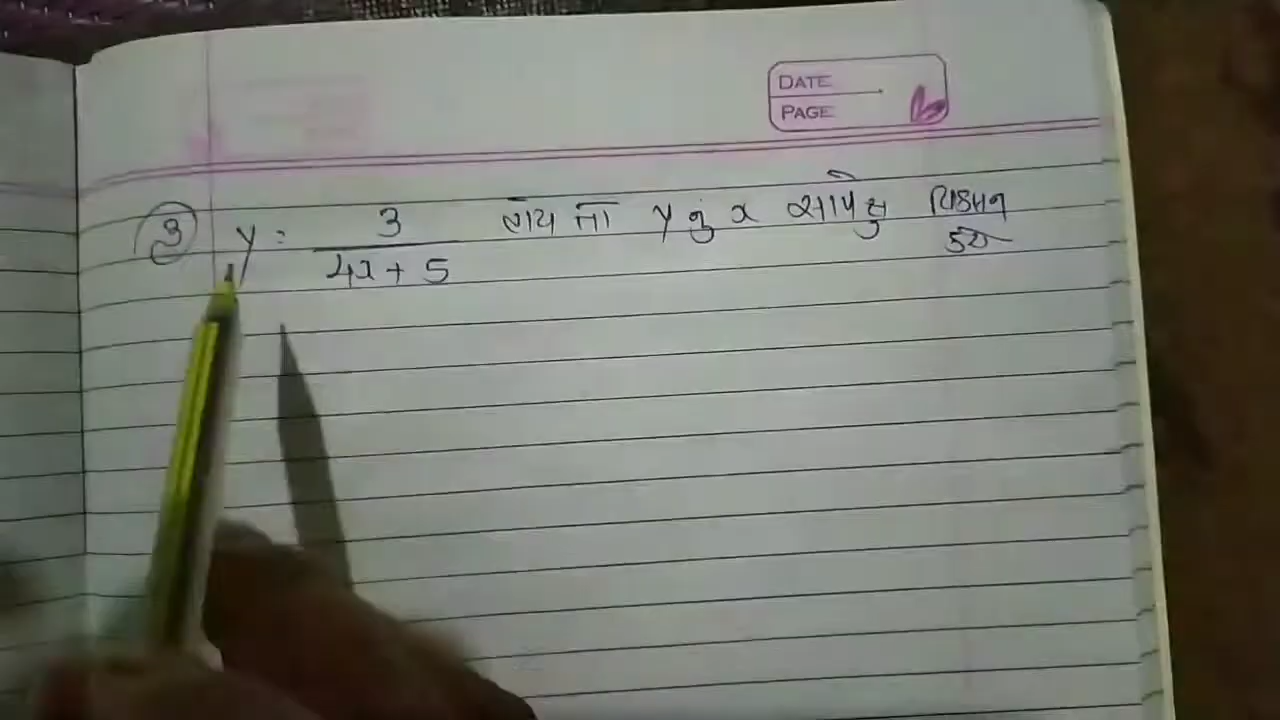 DATE
PAGE
③ y = 3 / 4x + 5 હોય તો y નું x સાપેક્ષે વિકલન
કરો